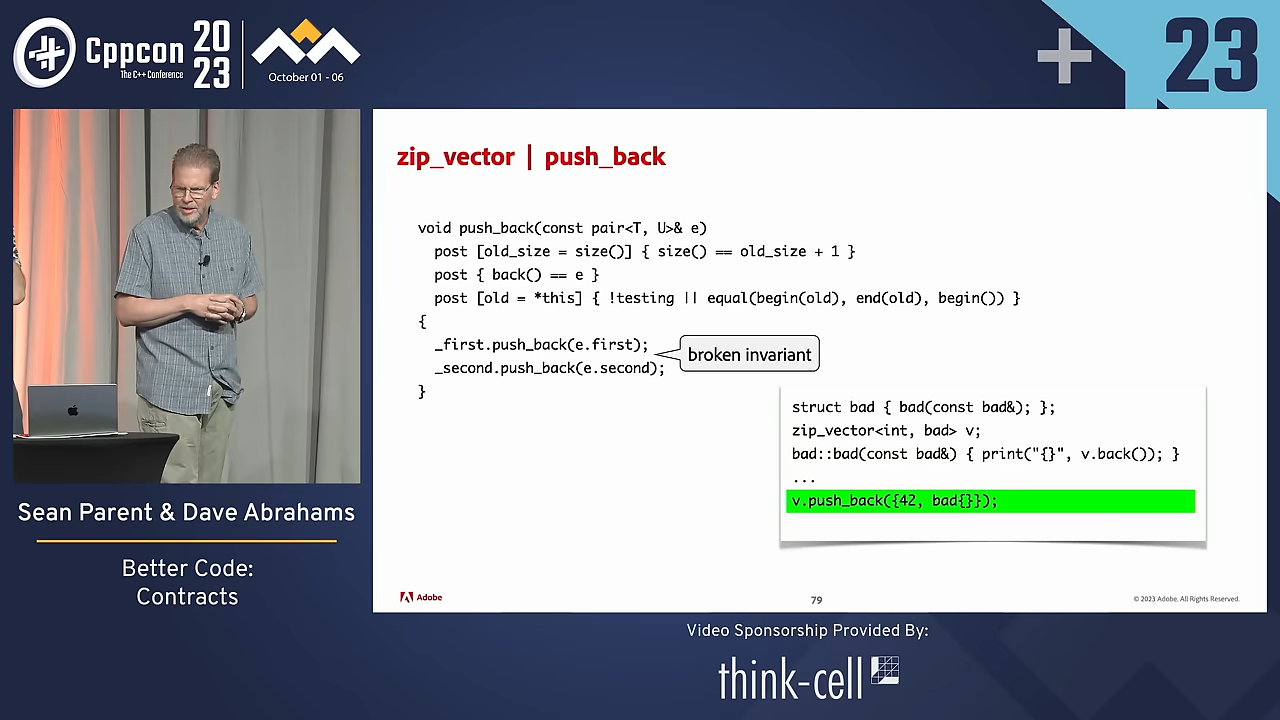 Cppcon
The C++ Conference
20
23
October 01 - 06
23
zip_vector | push_back
void push_back(const pair<T, U>& e)
post [old_size = size()] { size() == old_size + 1 }
post { back() == e }
post [old = *this] { !testing || equal(begin(old), end(old), begin()) }
{
_first.push_back(e.first);
_second.push_back(e.second);
}
broken invariant
struct bad { bad(const bad&); };
zip_vector<int, bad> v;
bad::bad(const bad&) { print("{}", v.back()); }
...
v.push_back({42, bad{}});
Adobe
79
© 2023 Adobe. All Rights Reserved.
Sean Parent & Dave Abrahams
Better Code:
Contracts
Video Sponsorship Provided By:
think-cell